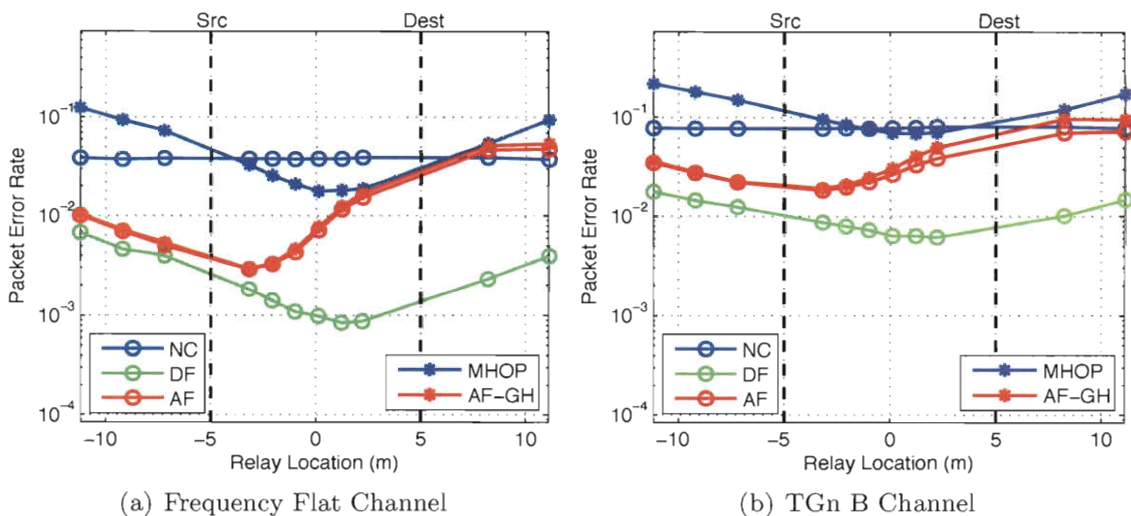 Src Dest
10⁻¹
10⁻²
10⁻³
10⁻⁴
Packet Error Rate
NC
DF
AF
MHOP
AF−GH
−10 −5 0 5 10
Relay Location (m)
(a) Frequency Flat Channel
Src Dest
10⁻¹
10⁻²
10⁻³
10⁻⁴
Packet Error Rate
NC
DF
AF
MHOP
AF−GH
−10 −5 0 5 10
Relay Location (m)
(b) TGn B Channel